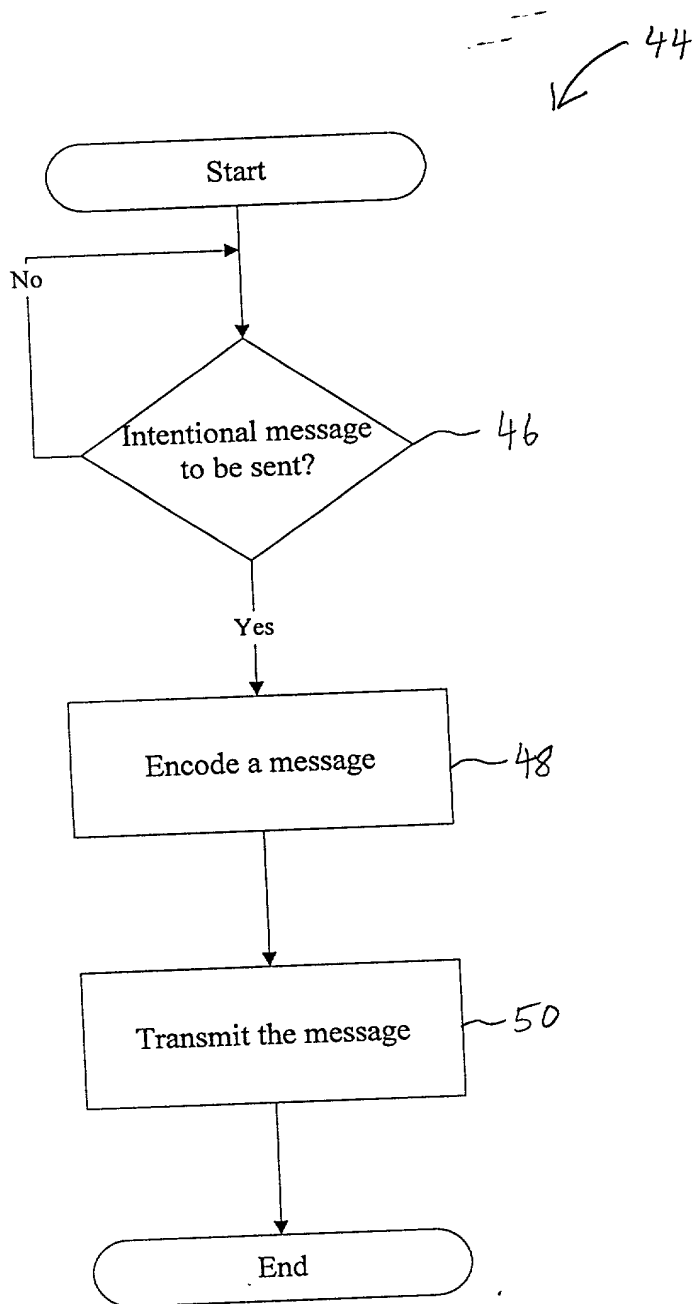 44
Start
No
Intentional message
to be sent?
46
Yes
Encode a message
48
Transmit the message
50
End